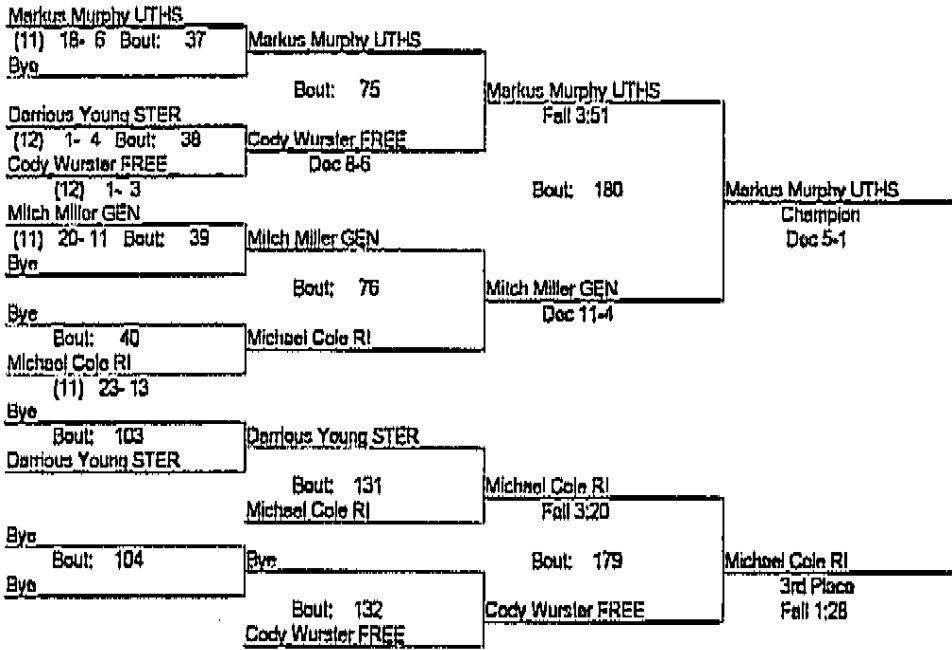 Markus Murphy UTHS
(11) 18- 6 Bout: 37
Bye
Markus Murphy UTHS
Bout: 75
Darrious Young STER
(12) 1- 4 Bout: 38
Cody Wurster FREE
(12) 1- 3
Cody Wurster FREE
Dec 8-6
Markus Murphy UTHS
Fall 3:51
Mitch Miller GEN
(11) 20- 11 Bout: 39
Bye
Mitch Miller GEN
Bout: 76
Bye
Bout: 40
Michael Cole RI
(11) 23- 13
Michael Cole RI
Mitch Miller GEN
Dec 11-4
Bout: 180
Markus Murphy UTHS
Champion
Dec 5-1
Bye
Bout: 103
Darrious Young STER
Darrious Young STER
Bout: 131
Michael Cole RI
Michael Cole RI
Fall 3:20
Bye
Bout: 104
Bye
Bye
Bout: 132
Cody Wurster FREE
Cody Wurster FREE
Bout: 179
Michael Cole RI
3rd Place
Fall 1:28